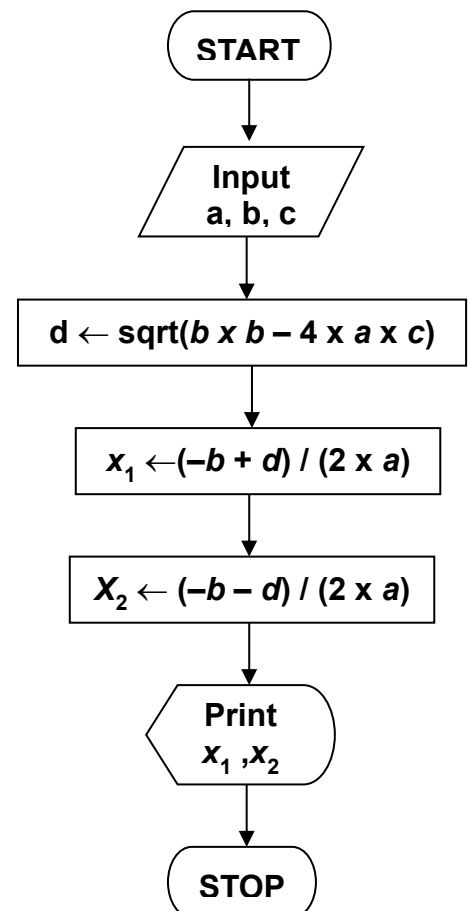 START
Input
a, b, c
d ← sqrt(b x b – 4 x a x c)
x₁ ←(–b + d) / (2 x a)
X₂ ← (–b – d) / (2 x a)
Print
x₁ ,x₂
STOP